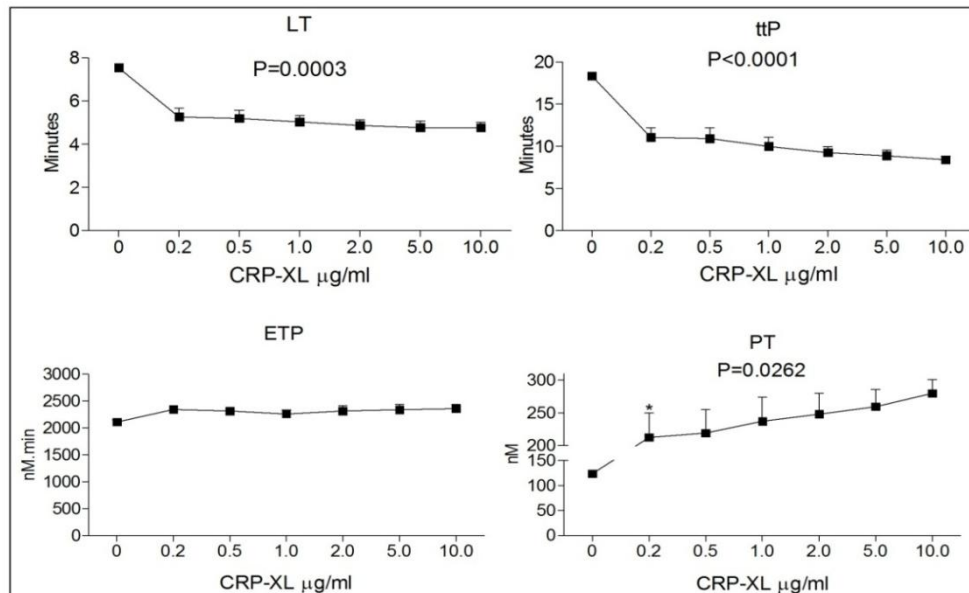 LT
P=0.0003
Minutes
8
6
4
2
0
0 0.2 0.5 1.0 2.0 5.0 10.0
CRP-XL μg/ml
ttP
P<0.0001
Minutes
20
15
10
5
0
0 0.2 0.5 1.0 2.0 5.0 10.0
CRP-XL μg/ml
ETP
nM.min
3000
2500
2000
1500
1000
500
0
0 0.2 0.5 1.0 2.0 5.0 10.0
CRP-XL μg/ml
PT
P=0.0262
nM
300
250
200
150
100
50
0
*
0 0.2 0.5 1.0 2.0 5.0 10.0
CRP-XL μg/ml